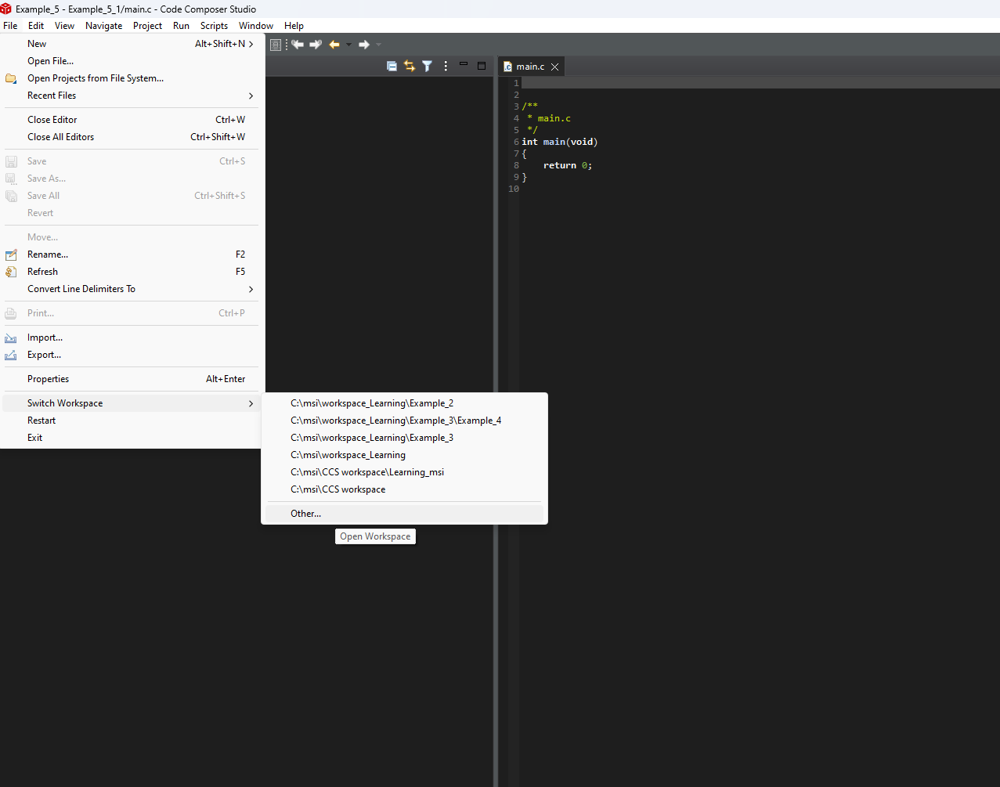 Example_5 - Example_5_1/main.c - Code Composer Studio
File Edit View Navigate Project Run Scripts Window Help
New Alt+Shift+N
Open File...
Open Projects from File System...
Recent Files
Close Editor Ctrl+W
Close All Editors Ctrl+Shift+W
Save Ctrl+S
Save As...
Save All Ctrl+Shift+S
Revert
Move...
Rename... F2
Refresh F5
Convert Line Delimiters To
Print... Ctrl+P
Import...
Export...
Properties Alt+Enter
Switch Workspace
Restart
Exit
C:\msi\workspace_Learning\Example_2
C:\msi\workspace_Learning\Example_3\Example_4
C:\msi\workspace_Learning\Example_3
C:\msi\workspace_Learning
C:\msi\CCS workspace\Learning_msi
C:\msi\CCS workspace
Other...
Open Workspace
main.c
1
2
3 /**
4 * main.c
5 */
6 int main(void)
7 {
8 return 0;
9 }
10